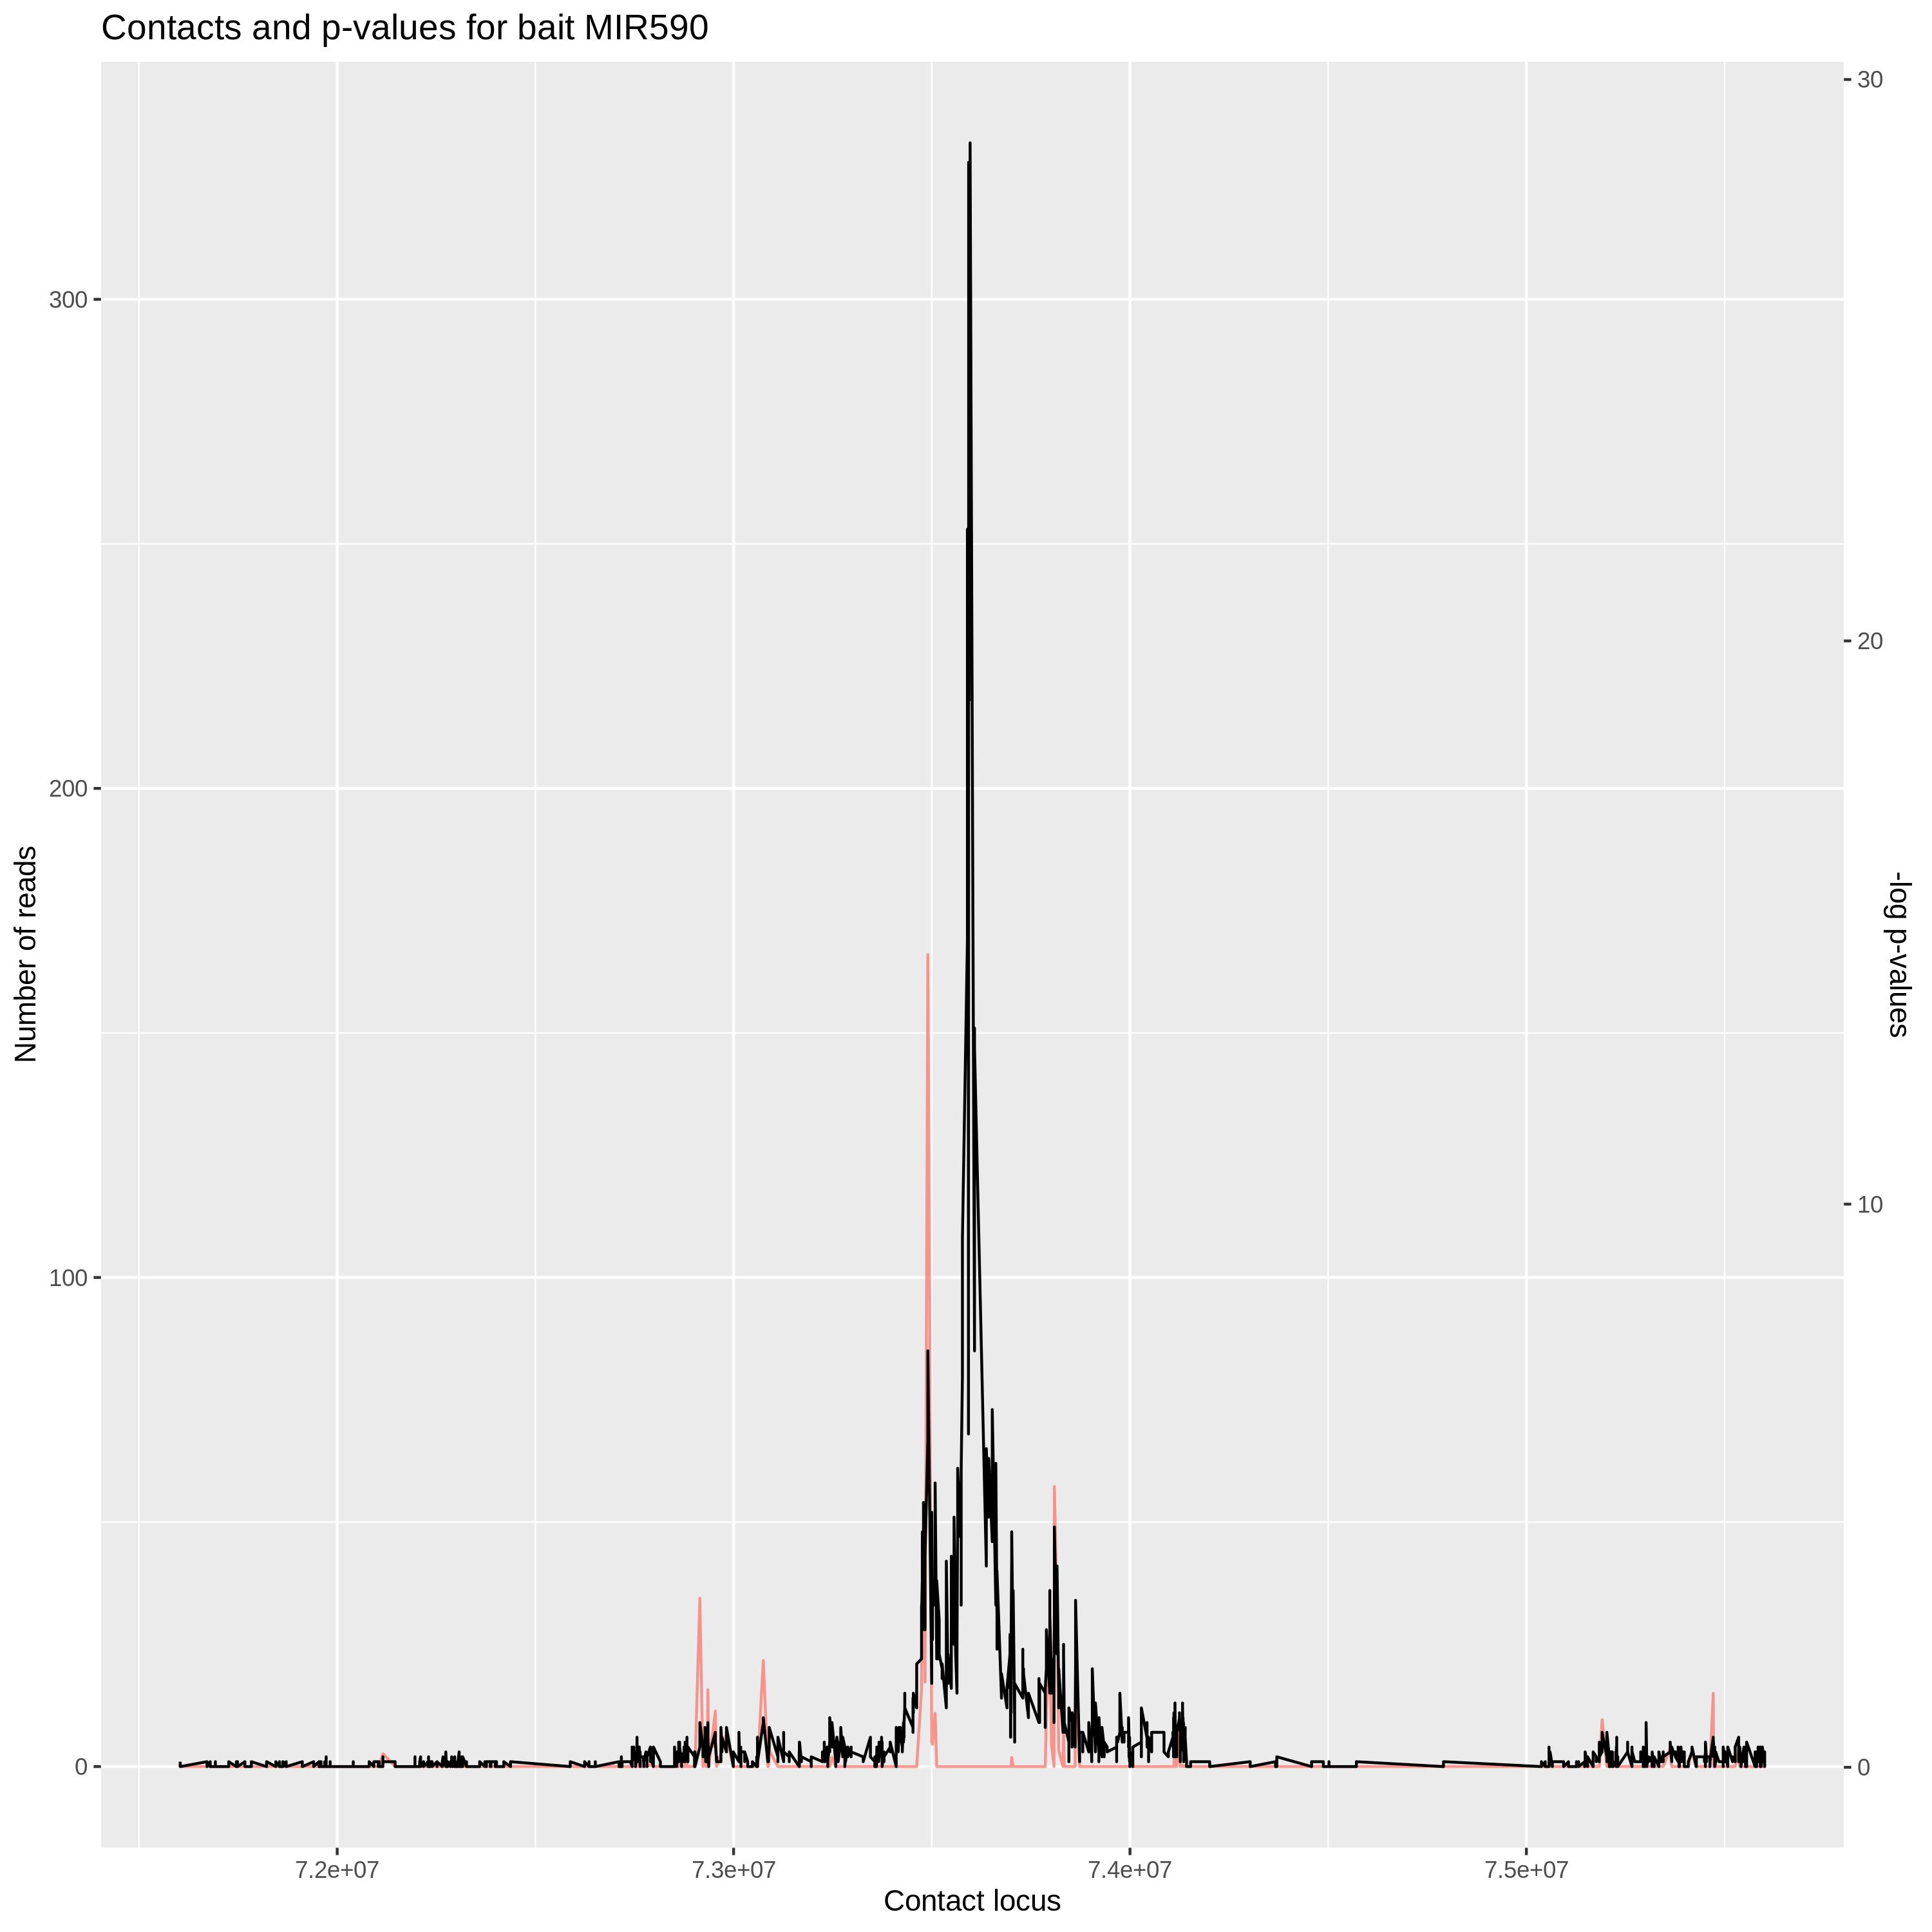 Contacts and p-values for bait MIR590
300
200
100
0
Number of reads
30
20
10
0
-log p-values
7.2e+07
7.3e+07
7.4e+07
7.5e+07
Contact locus